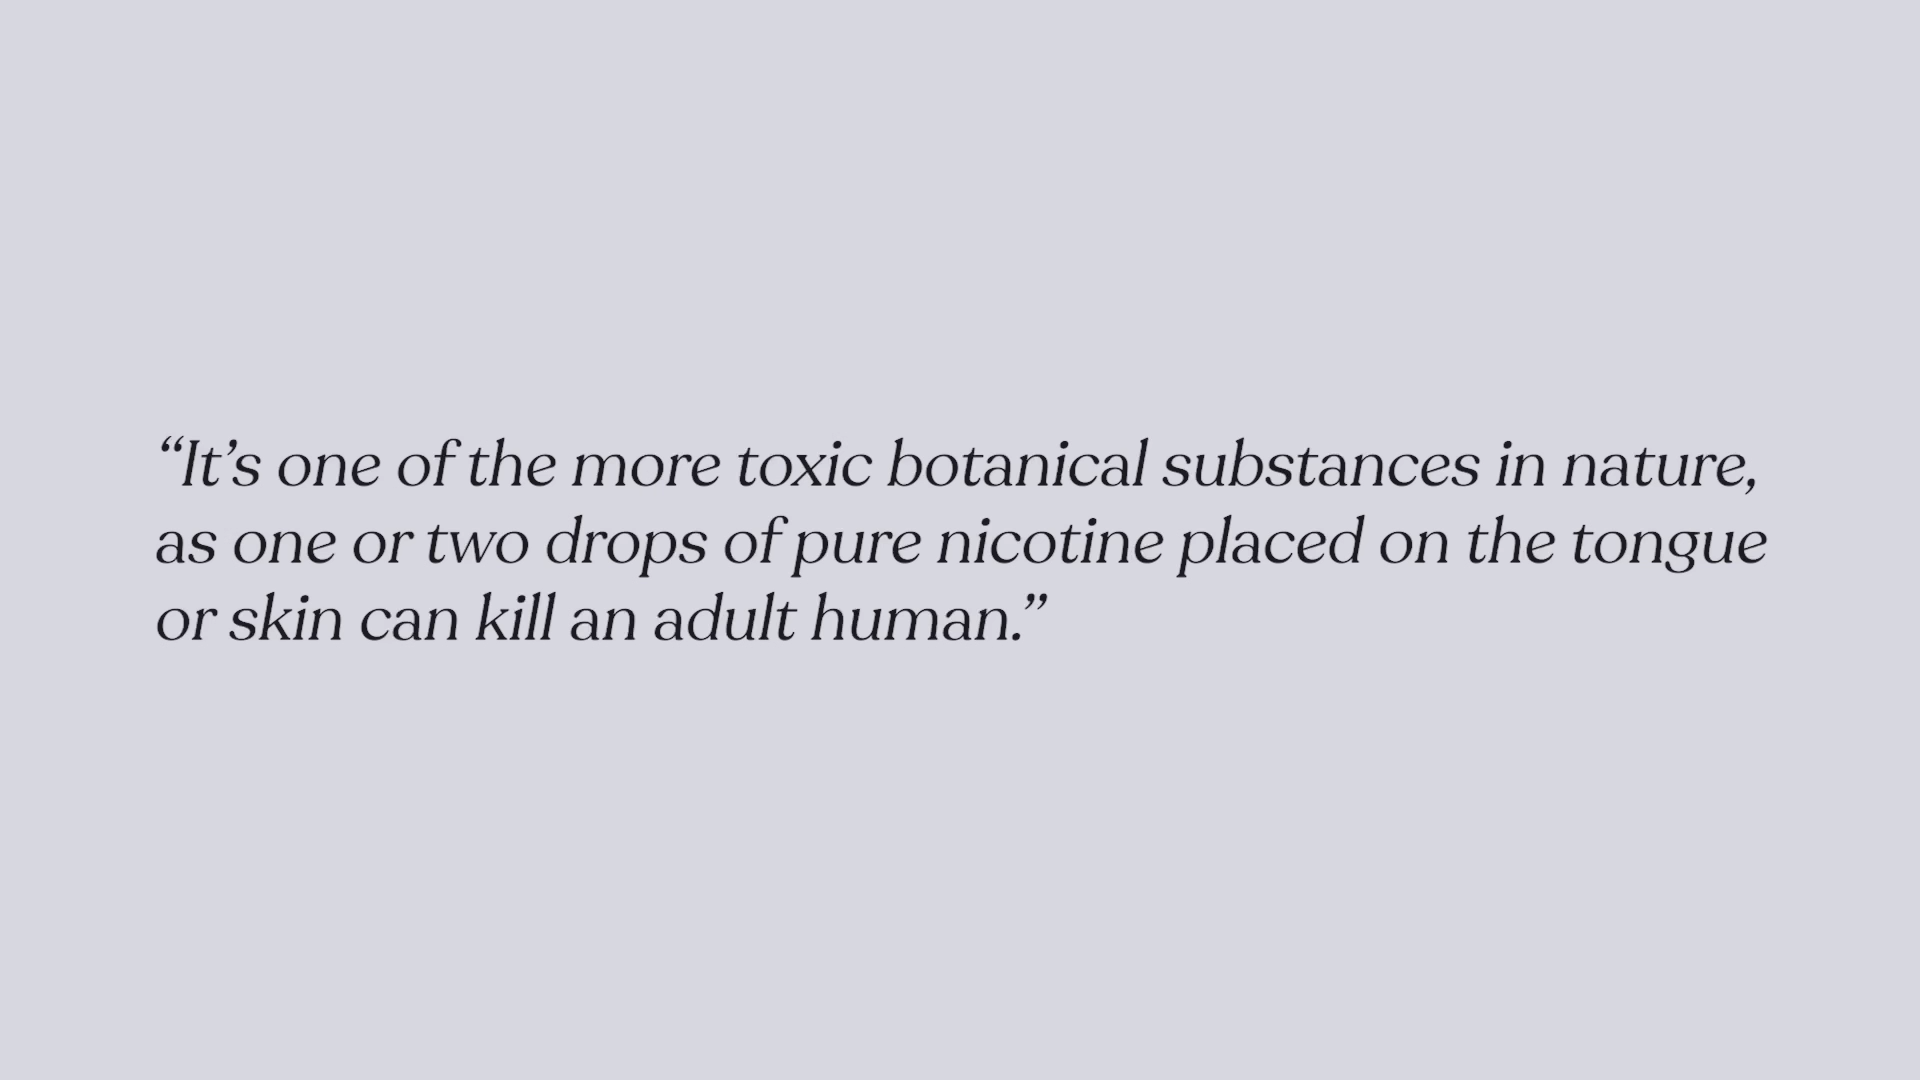 “It’s one of the more toxic botanical substances in nature,
as one or two drops of pure nicotine placed on the tongue
or skin can kill an adult human.”